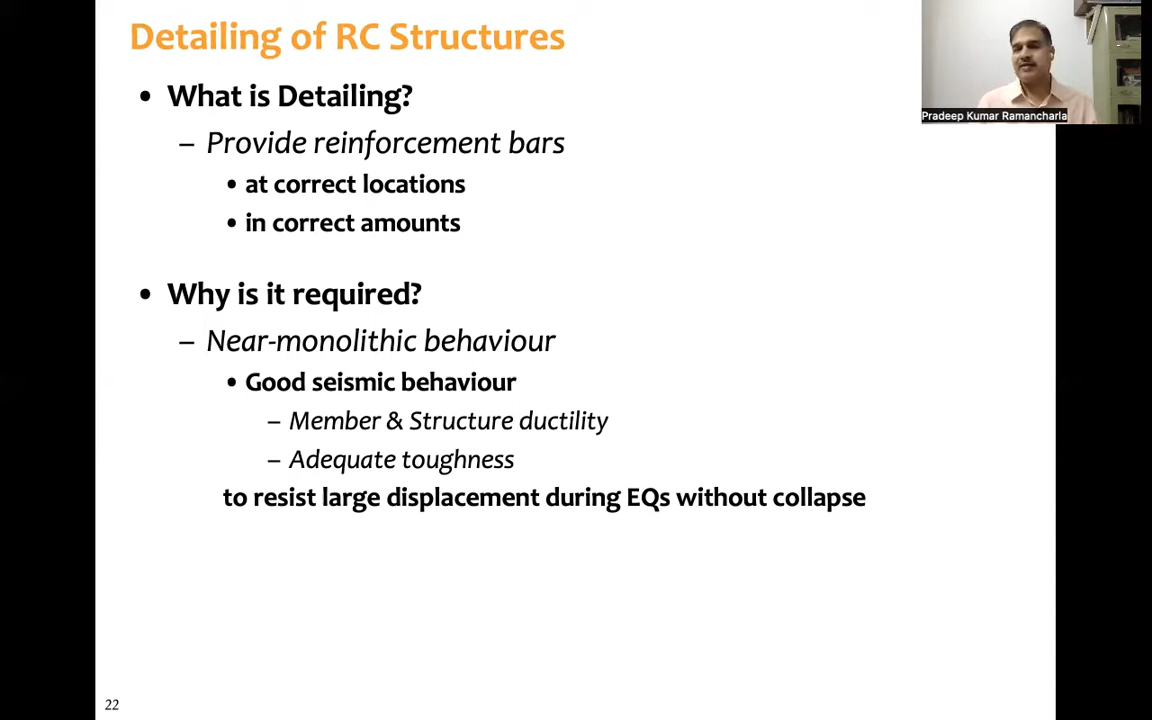 Detailing of RC Structures
Pradeep Kumar Ramancharla
• What is Detailing?
– Provide reinforcement bars
• at correct locations
• in correct amounts
• Why is it required?
– Near-monolithic behaviour
• Good seismic behaviour
– Member & Structure ductility
– Adequate toughness
to resist large displacement during EQs without collapse
22